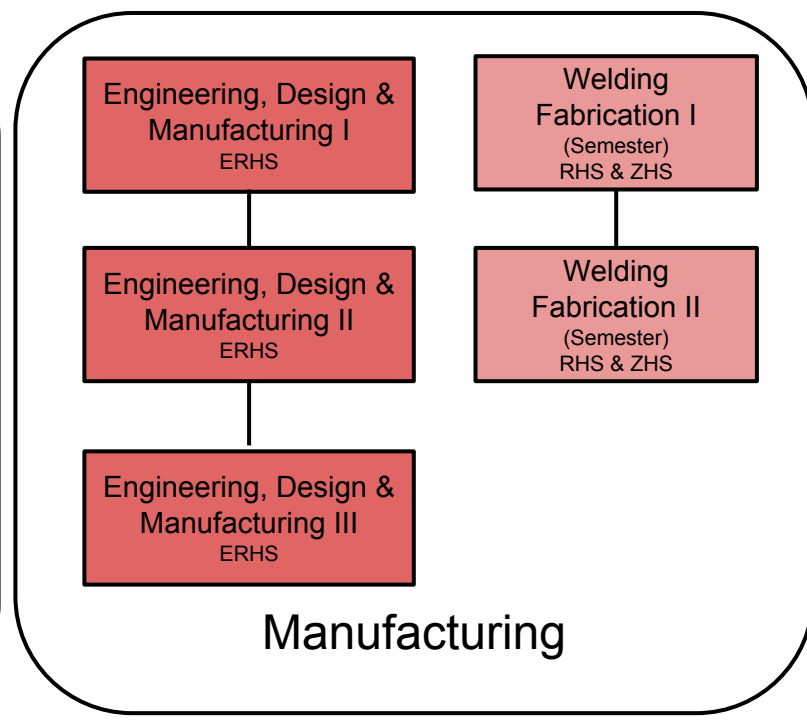 Engineering, Design &
Manufacturing I
ERHS
Engineering, Design &
Manufacturing II
ERHS
Engineering, Design &
Manufacturing III
ERHS
Welding
Fabrication I
(Semester)
RHS & ZHS
Welding
Fabrication II
(Semester)
RHS & ZHS
Manufacturing